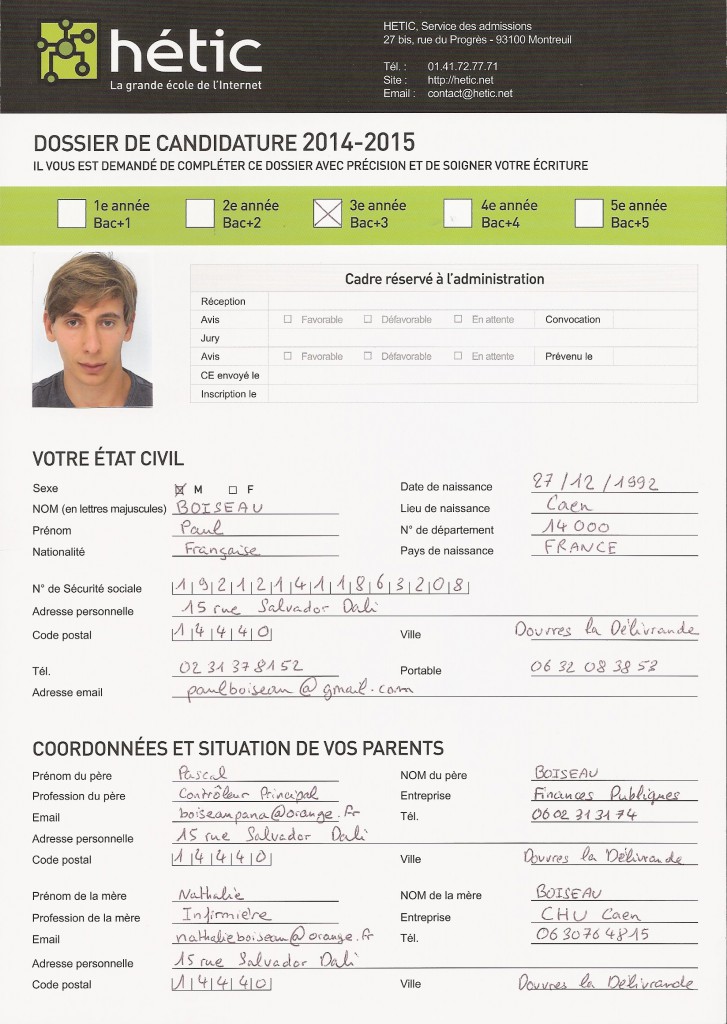 hétic
La grande école de l'Internet
HETIC, Service des admissions
27 bis, rue du Progrès - 93100 Montreuil
Tél. : 01.41.72.77.71
Site : http://hetic.net
Email : contact@hetic.net
DOSSIER DE CANDIDATURE 2014-2015
IL VOUS EST DEMANDÉ DE COMPLÉTER CE DOSSIER AVEC PRÉCISION ET DE SOIGNER VOTRE ÉCRITURE
1e année 2e année 3e année 4e année 5e année
Bac+1 Bac+2 Bac+3 Bac+4 Bac+5
Cadre réservé à l'administration
Réception
Avis Favorable Défavorable En attente Convocation
Jury
Avis Favorable Défavorable En attente Prévenu le
CE envoyé le
Inscription le
VOTRE ÉTAT CIVIL
Sexe M F Date de naissance 27/12/1992
NOM (en lettres majuscules) BOISEAU Lieu de naissance Caen
Prénom Paul N° de département 14000
Nationalité Française Pays de naissance FRANCE
N° de Sécurité sociale 192121411863208
Adresse personnelle 15 rue Salvador Dali
Code postal 14440 Ville Douvres la Délivrande
Tél. 02 31 37 81 52 Portable 06 32 08 38 53
Adresse email paulboiseau@gmail.com
COORDONNÉES ET SITUATION DE VOS PARENTS
Prénom du père Pascal NOM du père BOISEAU
Profession du père Contrôleur Principal Entreprise Finances Publiques
Email boiseaupana@orange.fr Tél. 06 02 31 31 74
Adresse personnelle 15 rue Salvador Dali
Code postal 14440 Ville Douvres la Délivrande
Prénom de la mère Nathalie NOM de la mère BOISEAU
Profession de la mère Infirmière Entreprise CHU Caen
Email nathalieboiseau@orange.fr Tél. 06 30 76 48 15
Adresse personnelle 15 rue Salvador Dali
Code postal 14440 Ville Douvres la Délivrande